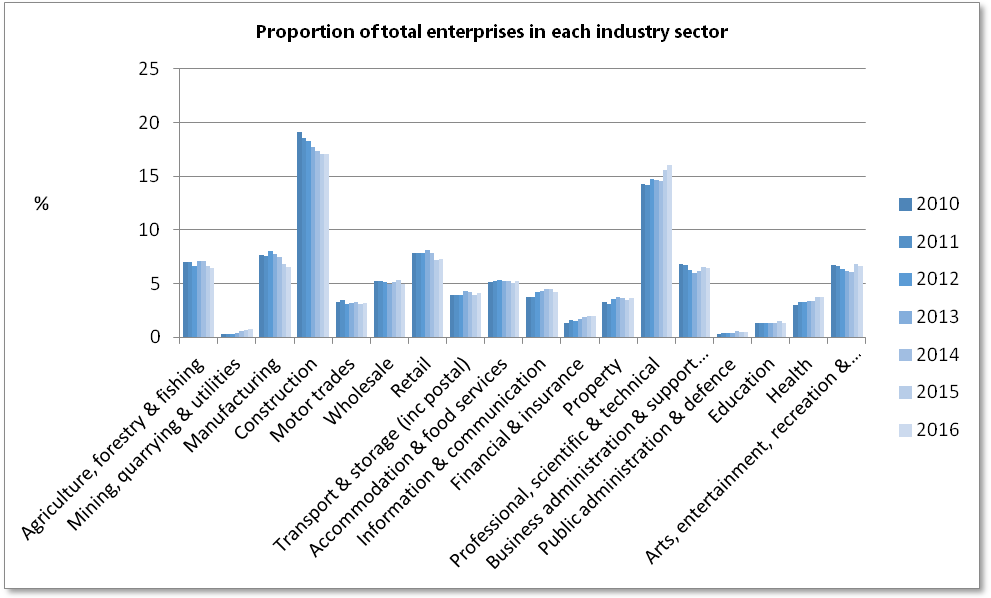 Proportion of total enterprises in each industry sector
25
20
15
10
5
0
%
Agriculture, forestry & fishing
Mining, quarrying & utilities
Manufacturing
Construction
Motor trades
Wholesale
Retail
Transport & storage (inc postal)
Accommodation & food services
Information & communication
Financial & insurance
Property
Professional, scientific & technical
Business administration & support...
Public administration & defence
Education
Health
Arts, entertainment, recreation &...
2010
2011
2012
2013
2014
2015
2016